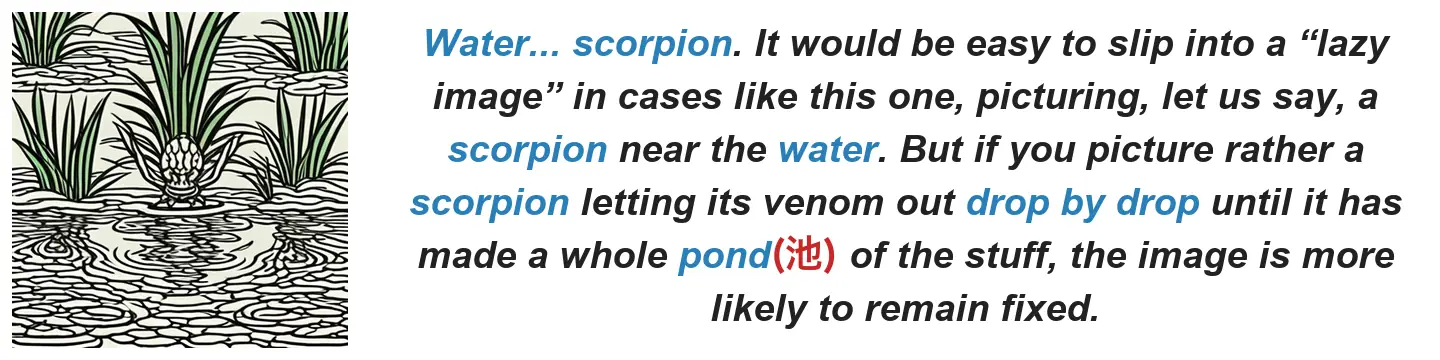 Water... scorpion. It would be easy to slip into a “lazy
image” in cases like this one, picturing, let us say, a
scorpion near the water. But if you picture rather a
scorpion letting its venom out drop by drop until it has
made a whole pond(池) of the stuff, the image is more
likely to remain fixed.